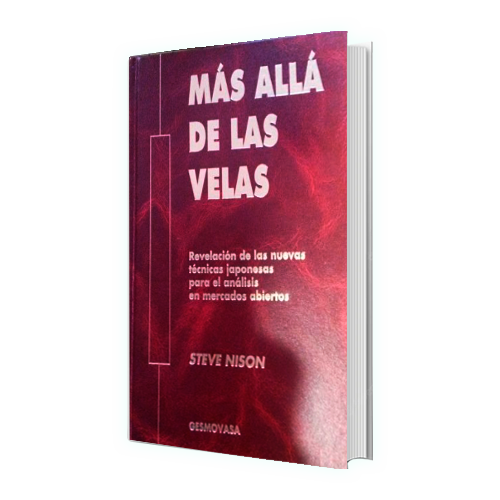 MÁS ALLÁ
DE LAS
VELAS
Revelación de las nuevas
técnicas japonesas
para el análisis
en mercados abiertos
STEVE NISON
GESMOVASA